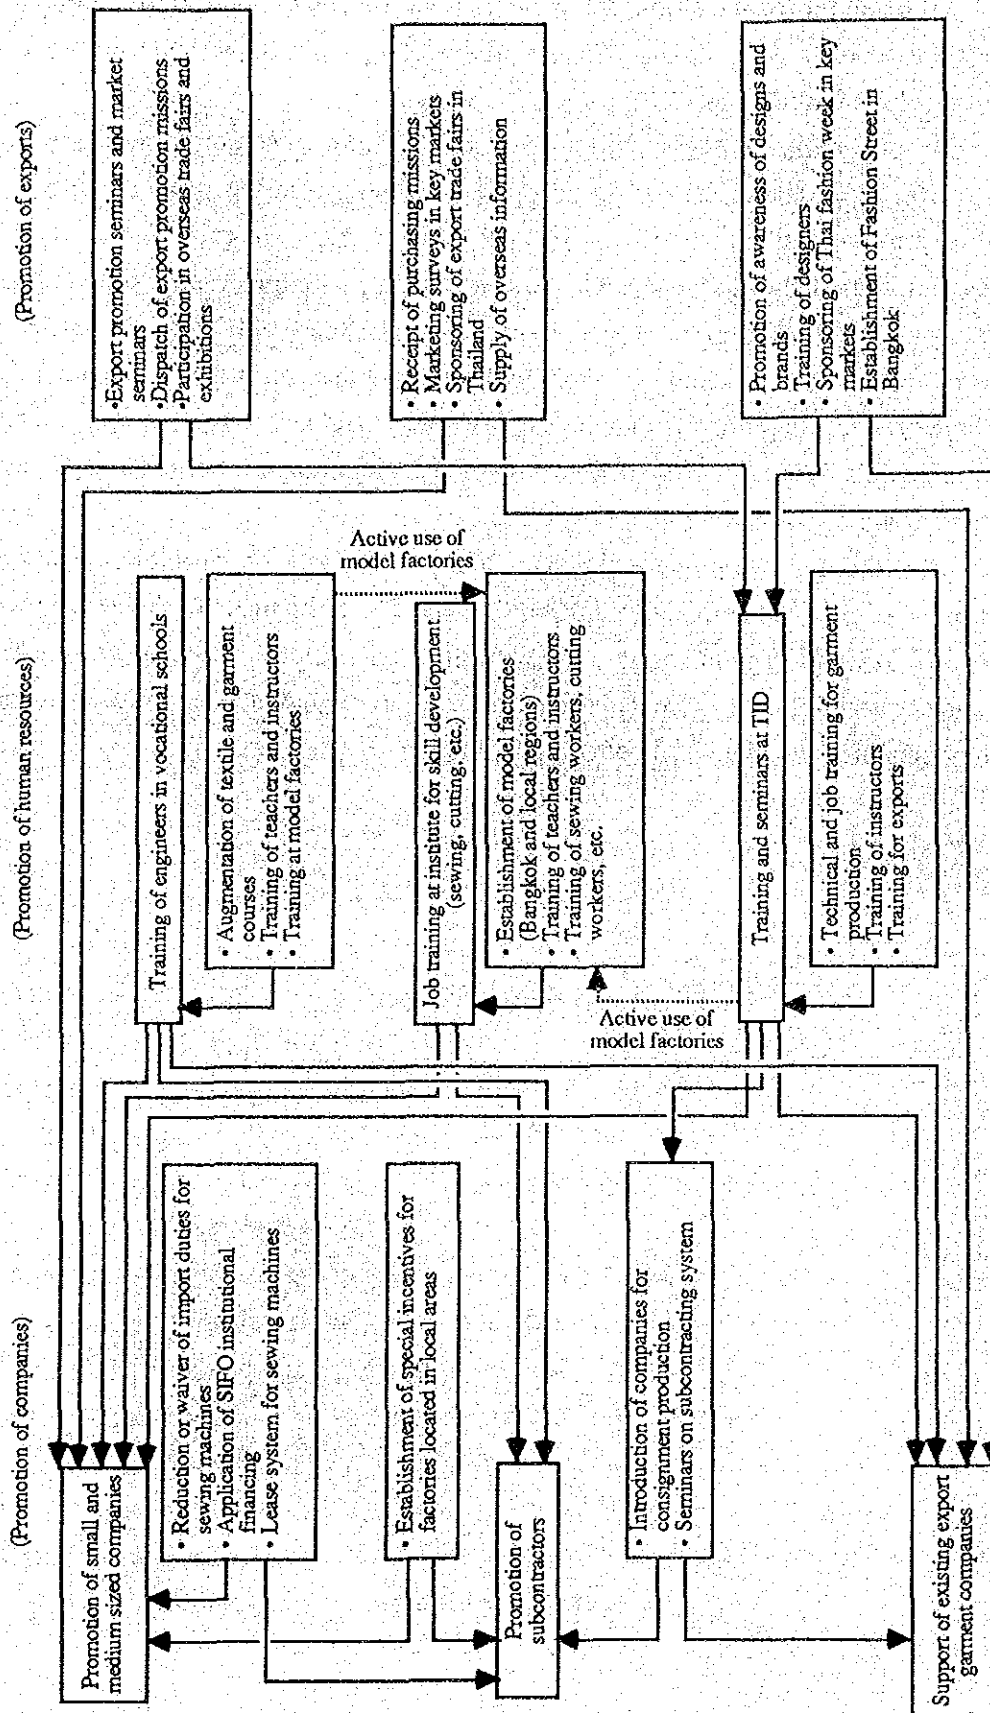 (Promotion of companies)
Promotion of small and
medium sized companies
• Reduction or waiver of import duties for
sewing machines
• Application of SIFO institutional
financing
• Lease system for sewing machines
• Establishment of special incentives for
factories located in local areas
Promotion of
subcontractors
• Introduction of companies for
consignment production
• Seminars on subcontracting system
Support of existing export
garment companies
(Promotion of human resources)
Training of engineers in vocational schools
• Augmentation of textile and garment
courses
• Training of teachers and instructors
• Training at model factories
Active use of
model factories
Job training at institute for skill development
(sewing, cutting, etc.)
• Establishment of model factories
(Bangkok and local regions)
• Training of teachers and instructors
• Training of sewing workers, cutting
workers, etc.
Active use of
model factories
Training and seminars at TID
• Technical and job training for garment
production
• Training of instructors
• Training for exports
(Promotion of exports)
•Export promotion seminars and market
seminars
•Dispatch of export promotion missions
•Participation in overseas trade fairs and
exhibitions
• Receipt of purchasing missions
• Marketing surveys in key markets
• Sponsoring of export trade fairs in
Thailand
• Supply of overseas information
• Promotion of awareness of designs and
brands
• Training of designers
• Sponsoring of Thai fashion week in key
markets
• Establishment of Fashion Street in
Bangkok